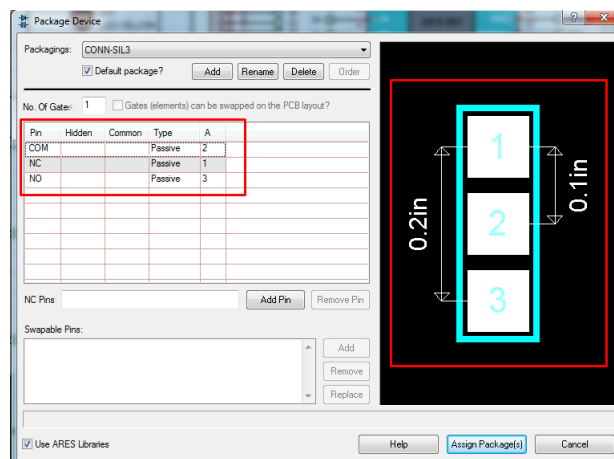 Package Device
Packagings: CONN-SIL3
Default package? Add Rename Delete Order
No. Of Gates: 1 Gates (elements) can be swapped on the PCB layout?
Pin Hidden Common Type A
COM Passive 2
NC Passive 1
NO Passive 3
NC Pins: Add Pin Remove Pin
Swapable Pins:
Add
Remove
Replace
Use ARES Libraries Help Assign Package(s) Cancel
1
2
3
0.2in
0.1in